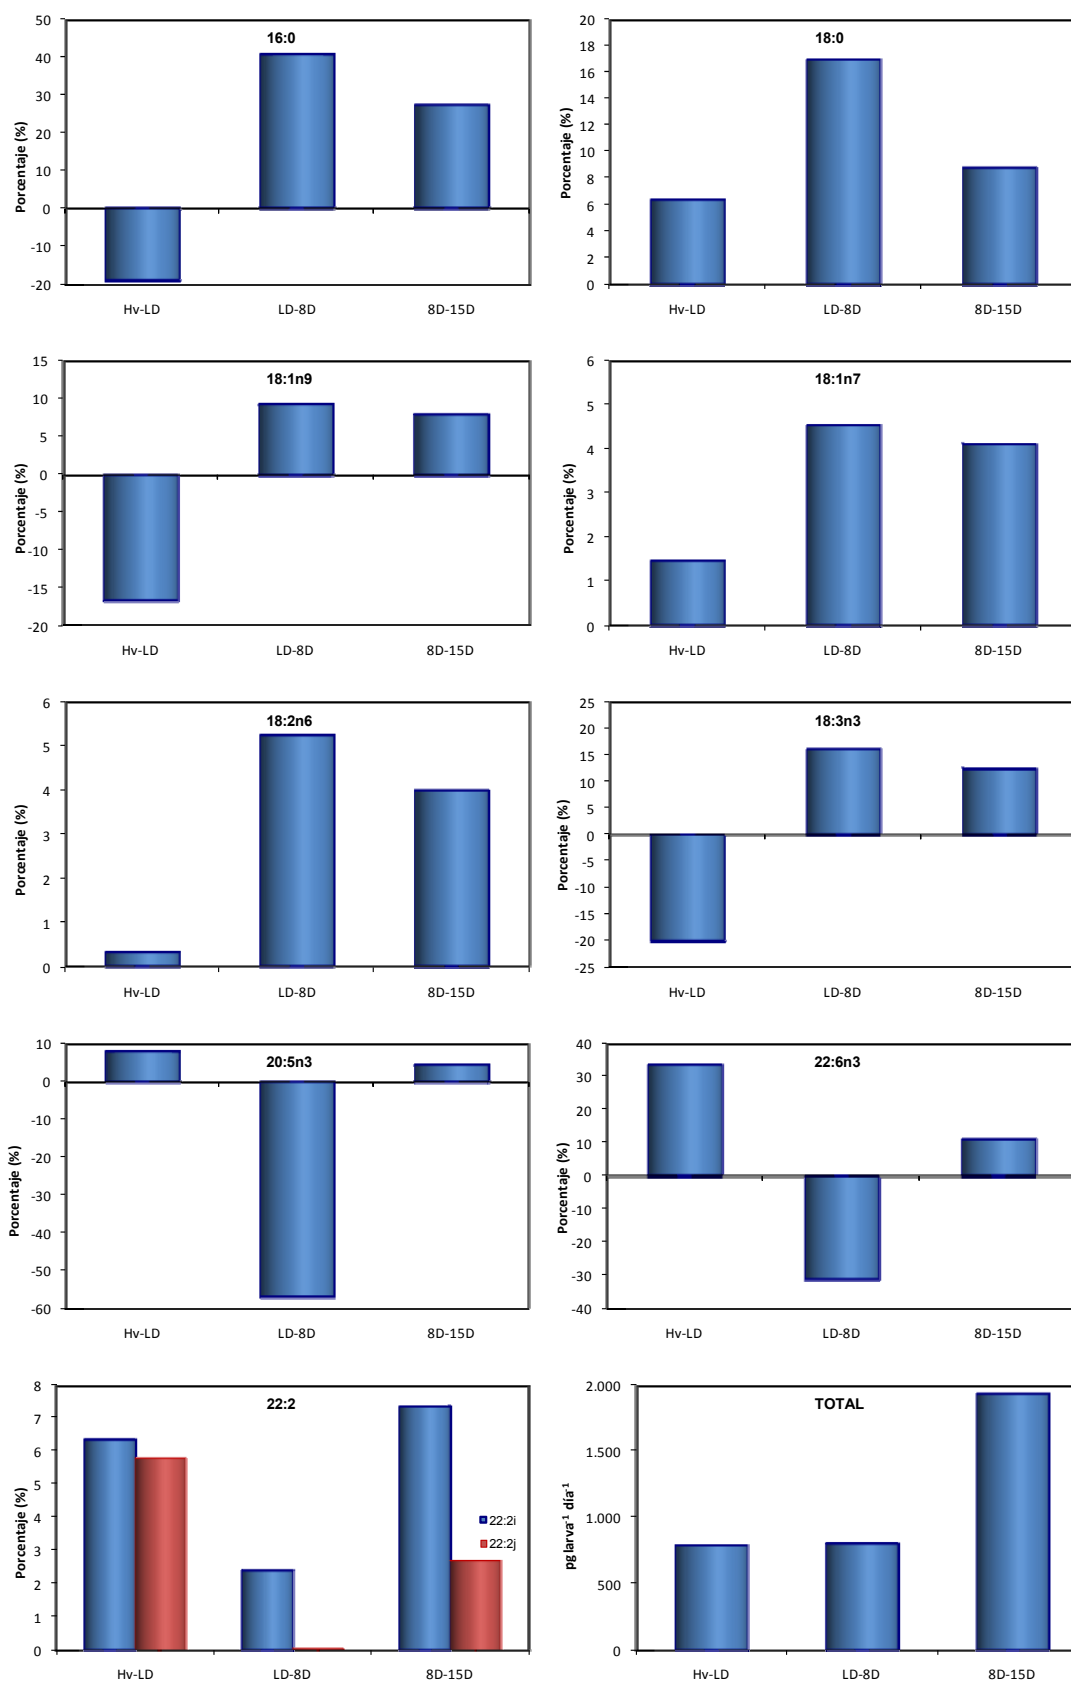 16:0
Porcentaje (%)
50
40
30
20
10
0
-10
-20
Hv-LD LD-8D 8D-15D
18:0
Porcentaje (%)
20
18
16
14
12
10
8
6
4
2
0
Hv-LD LD-8D 8D-15D
18:1n9
Porcentaje (%)
15
10
5
0
-5
-10
-15
-20
Hv-LD LD-8D 8D-15D
18:1n7
Porcentaje (%)
6
5
4
3
2
1
0
Hv-LD LD-8D 8D-15D
18:2n6
Porcentaje (%)
6
5
4
3
2
1
0
Hv-LD LD-8D 8D-15D
18:3n3
Porcentaje (%)
25
20
15
10
5
0
-5
-10
-15
-20
-25
Hv-LD LD-8D 8D-15D
20:5n3
Porcentaje (%)
10
0
-10
-20
-30
-40
-50
-60
Hv-LD LD-8D 8D-15D
22:6n3
Porcentaje (%)
40
30
20
10
0
-10
-20
-30
-40
Hv-LD LD-8D 8D-15D
22:2
Porcentaje (%)
8
7
6
5
4
3
2
1
0
22:2i
22:2j
Hv-LD LD-8D 8D-15D
TOTAL
pg larva⁻¹ día⁻¹
2.000
1.500
1.000
500
0
Hv-LD LD-8D 8D-15D